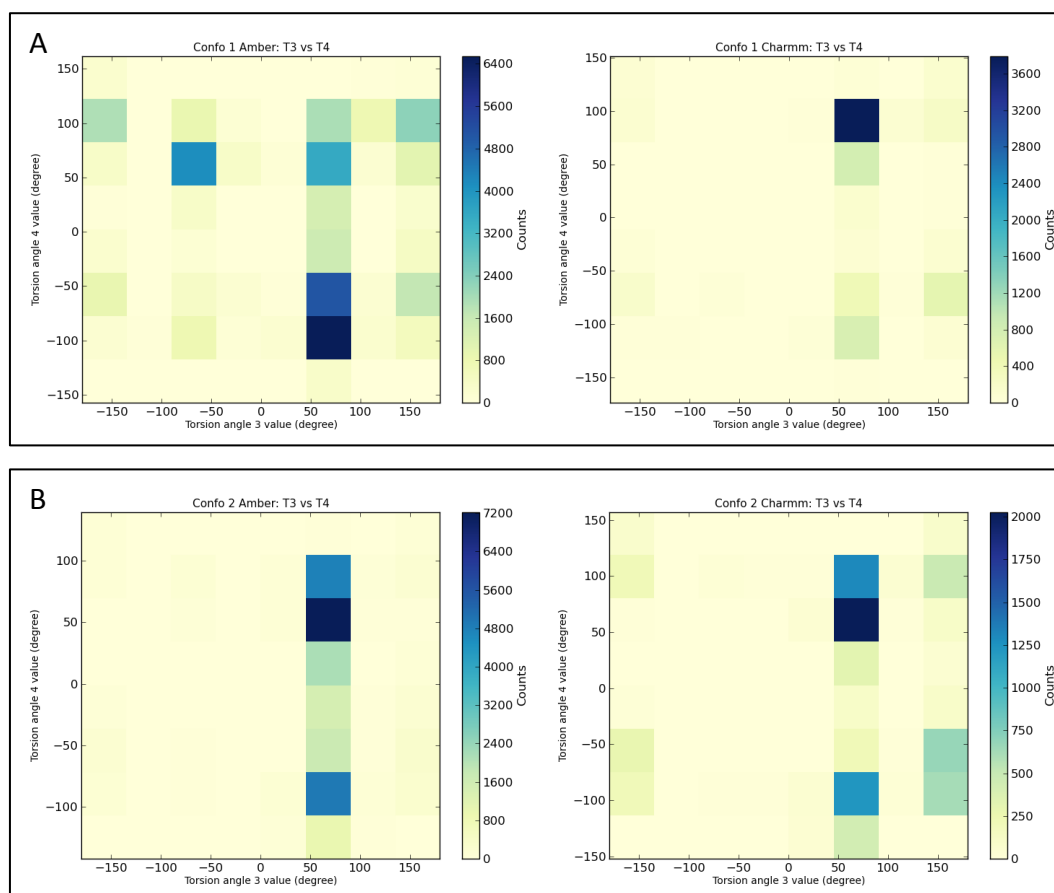 A
Confo 1 Amber: T3 vs T4
150
100
50
0
−50
−100
−150
−150 −100 −50 0 50 100 150
Torsion angle 4 value (degree)
Torsion angle 3 value (degree)
6400
5600
4800
4000
3200
2400
1600
800
0
Counts
Confo 1 Charmm: T3 vs T4
150
100
50
0
−50
−100
−150
−150 −100 −50 0 50 100 150
Torsion angle 4 value (degree)
Torsion angle 3 value (degree)
3600
3200
2800
2400
2000
1600
1200
800
400
0
Counts
B
Confo 2 Amber: T3 vs T4
100
50
0
−50
−100
−150 −100 −50 0 50 100 150
Torsion angle 4 value (degree)
Torsion angle 3 value (degree)
7200
6400
5600
4800
4000
3200
2400
1600
800
0
Counts
Confo 2 Charmm: T3 vs T4
150
100
50
0
−50
−100
−150
−150 −100 −50 0 50 100 150
Torsion angle 4 value (degree)
Torsion angle 3 value (degree)
2000
1750
1500
1250
1000
750
500
250
0
Counts